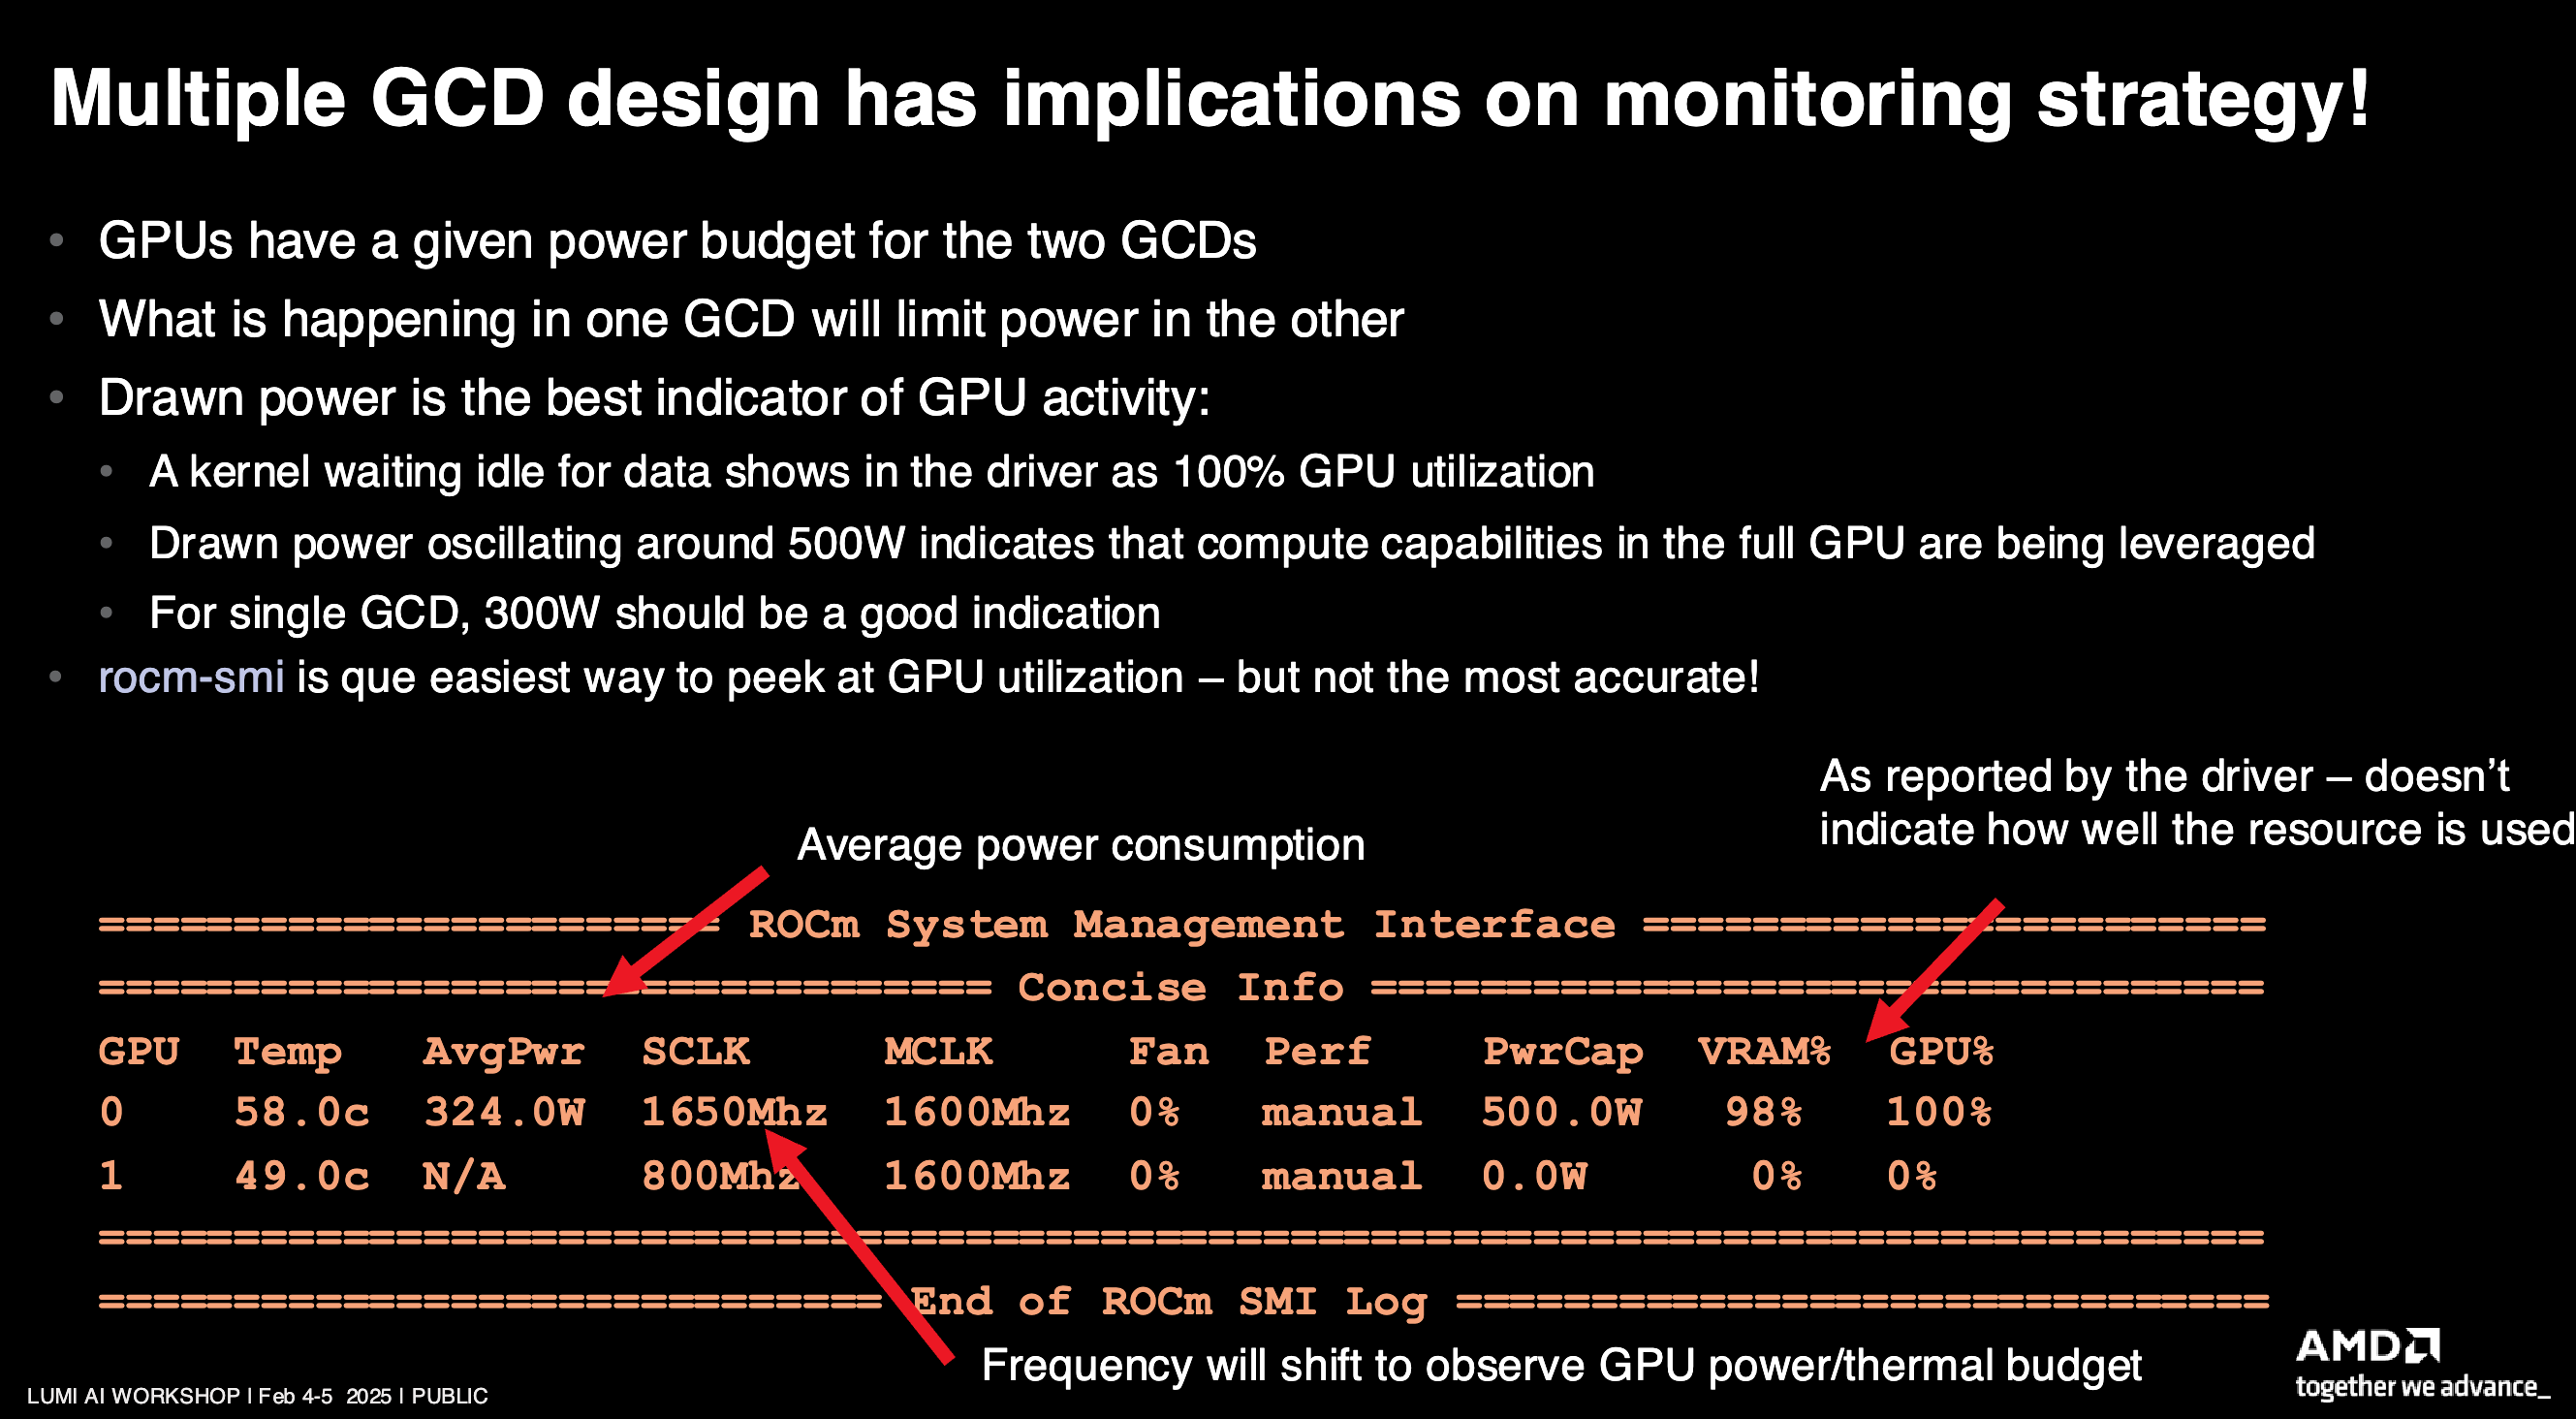 Multiple GCD design has implications on monitoring strategy!
• GPUs have a given power budget for the two GCDs
• What is happening in one GCD will limit power in the other
• Drawn power is the best indicator of GPU activity:
• A kernel waiting idle for data shows in the driver as 100% GPU utilization
• Drawn power oscillating around 500W indicates that compute capabilities in the full GPU are being leveraged
• For single GCD, 300W should be a good indication
• rocm-smi is que easiest way to peek at GPU utilization – but not the most accurate!
As reported by the driver – doesn’t
indicate how well the resource is used
Average power consumption
======================= ROCm System Management Interface =======================
================================= Concise Info =================================
GPU Temp AvgPwr SCLK MCLK Fan Perf PwrCap VRAM% GPU%
0 58.0c 324.0W 1650Mhz 1600Mhz 0% manual 500.0W 98% 100%
1 49.0c N/A 800Mhz 1600Mhz 0% manual 0.0W 0% 0%
================================================================================
============================= End of ROCm SMI Log ==============================
Frequency will shift to observe GPU power/thermal budget
LUMI AI WORKSHOP | Feb 4-5 2025 | PUBLIC
AMD
together we advance_